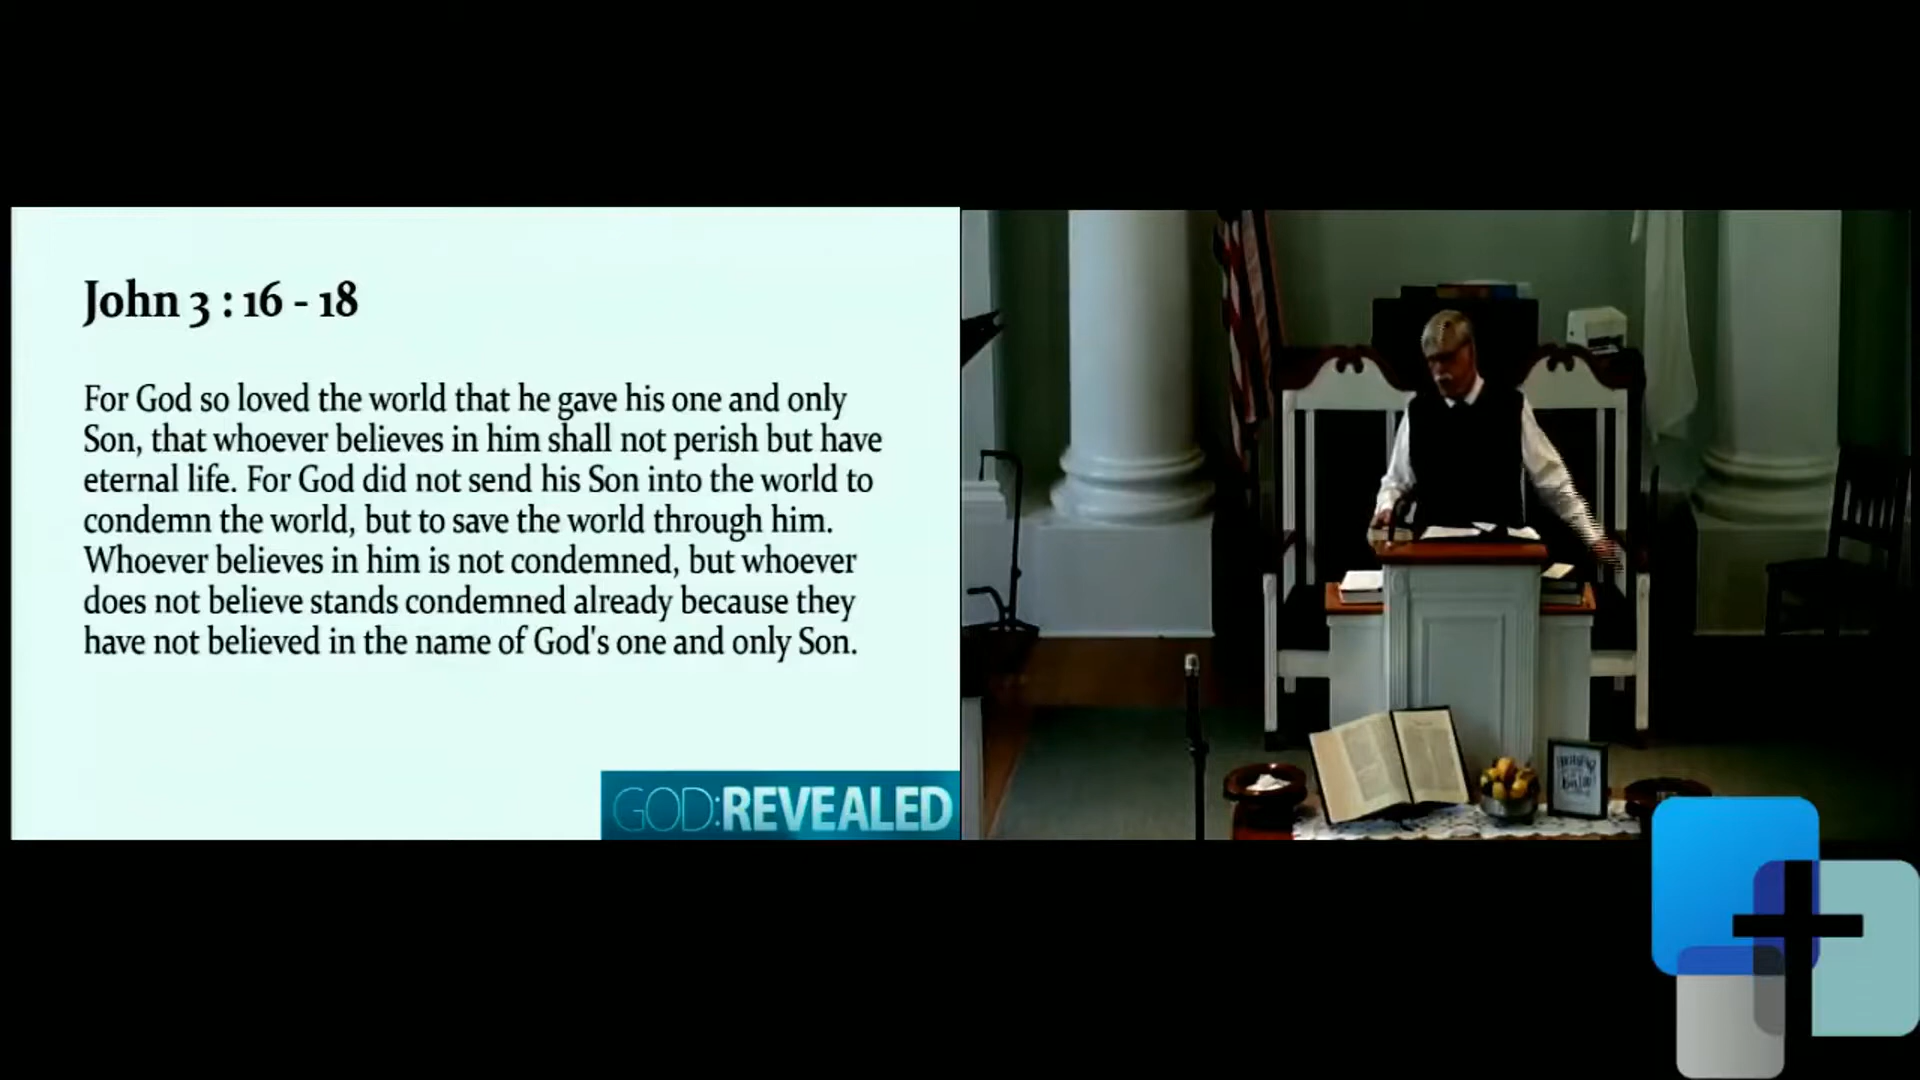 John 3 : 16 - 18
For God so loved the world that he gave his one and only
Son, that whoever believes in him shall not perish but have
eternal life. For God did not send his Son into the world to
condemn the world, but to save the world through him.
Whoever believes in him is not condemned, but whoever
does not believe stands condemned already because they
have not believed in the name of God's one and only Son.
GOD:REVEALED